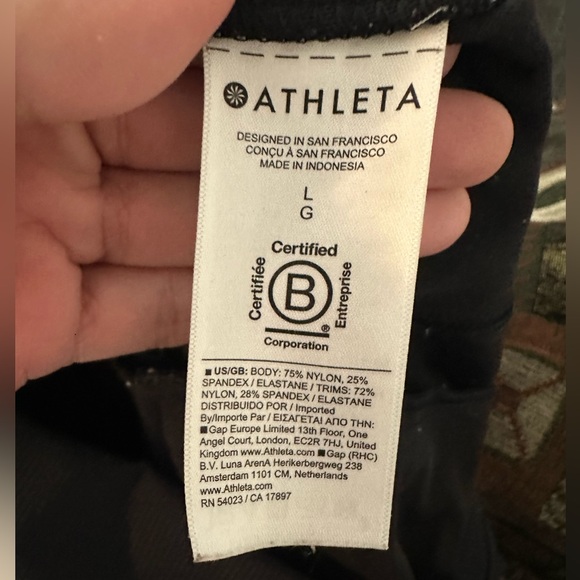 ATHLETA
DESIGNED IN SAN FRANCISCO
CONÇU À SAN FRANCISCO
MADE IN INDONESIA
L
G
Certified
Certifiée
B
Entreprise
®
Corporation
■ US/GB: BODY: 75% NYLON, 25%
SPANDEX / ELASTANE / TRIMS: 72%
NYLON, 28% SPANDEX / ELASTANE
DISTRIBUIDO POR / Imported
By/Importe Par / ΕΙΣΑΓΕΤΑΙ ΑΠΟ ΤΗΝ:
■Gap Europe Limited 13th Floor, One
Angel Court, London, EC2R 7HJ, United
Kingdom www.Athleta.com ■Gap (RHC)
B.V. Luna ArenA Herikerbergweg 238
Amsterdam 1101 CM, Netherlands
www.Athleta.com
RN 54023 / CA 17897